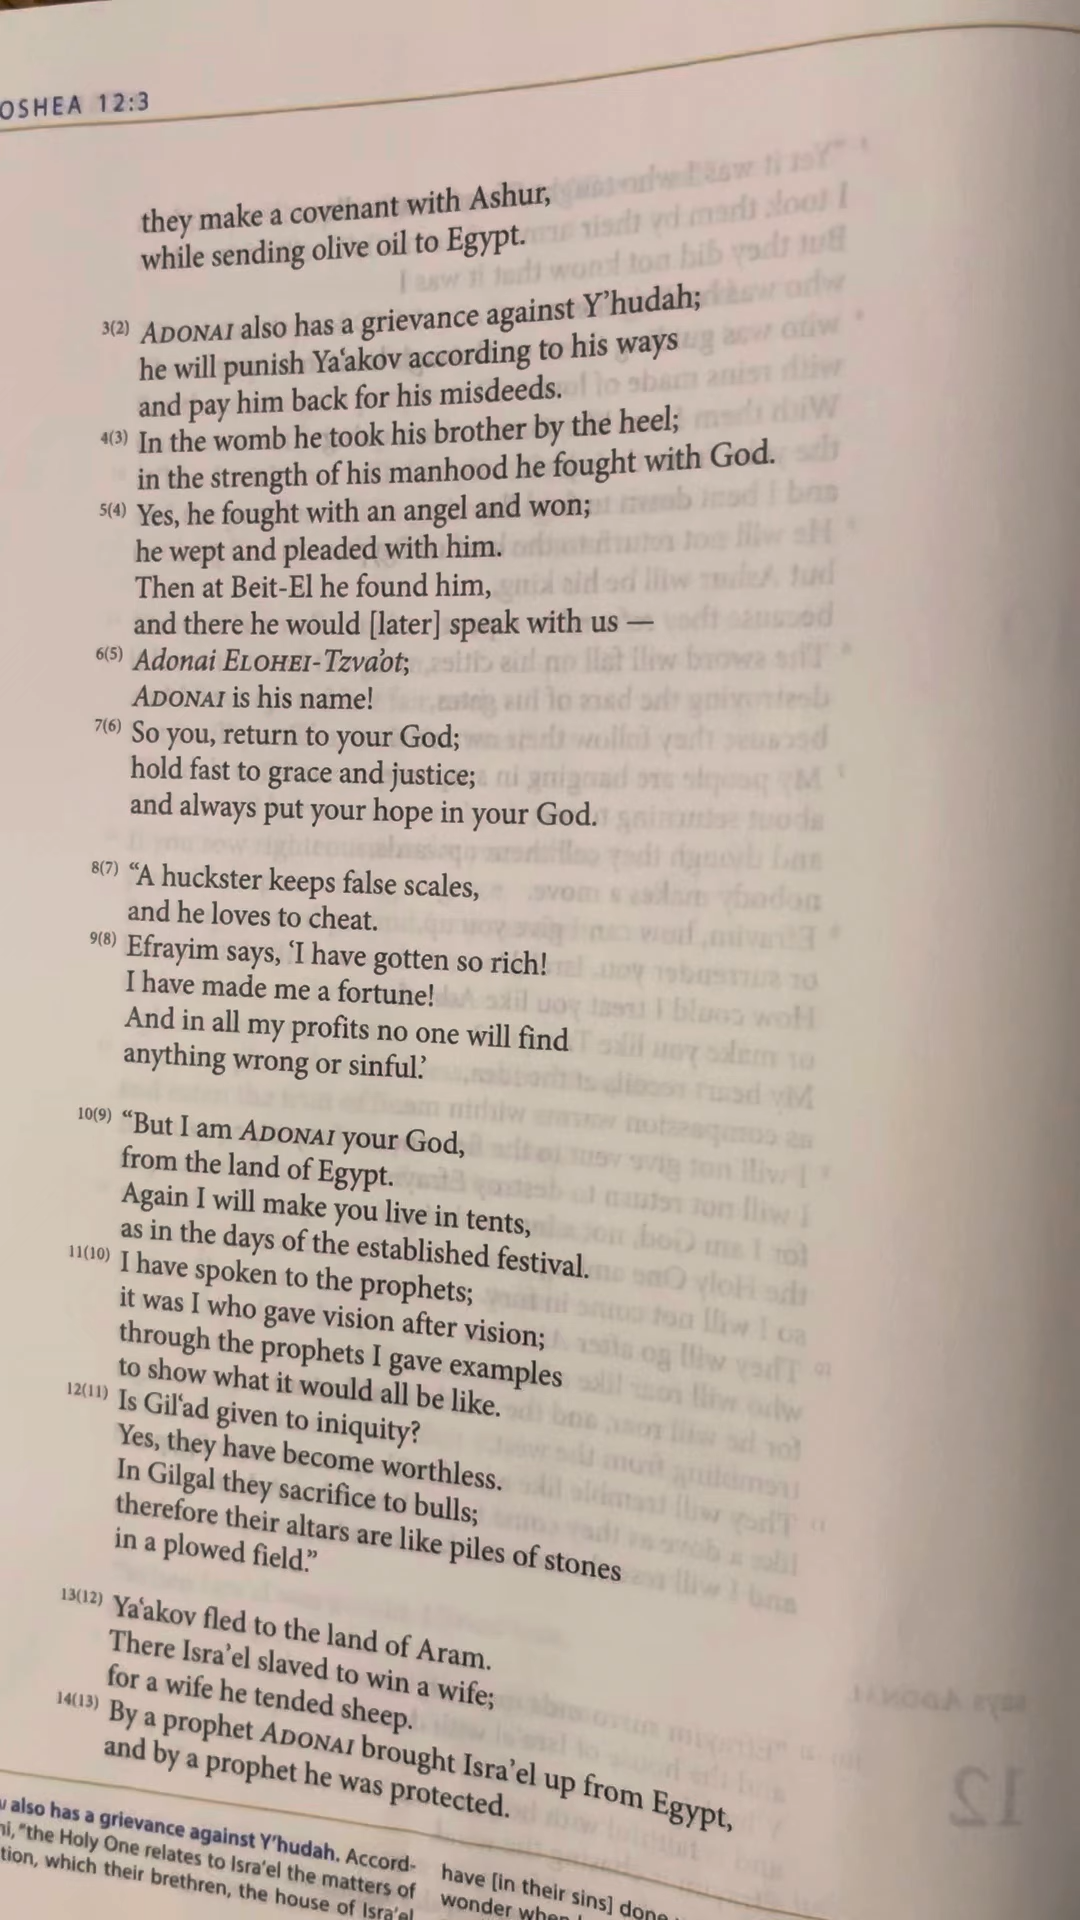 OSHEA 12:3
they make a covenant with Ashur,
while sending olive oil to Egypt.
3(2) ADONAI also has a grievance against Y’hudah;
he will punish Ya‘akov according to his ways
and pay him back for his misdeeds.
4(3) In the womb he took his brother by the heel;
in the strength of his manhood he fought with God.
5(4) Yes, he fought with an angel and won;
he wept and pleaded with him.
Then at Beit-El he found him,
and there he would [later] speak with us —
6(5) Adonai ELOHEI-Tzva’ot;
ADONAI is his name!
7(6) So you, return to your God;
hold fast to grace and justice;
and always put your hope in your God.
8(7) “A huckster keeps false scales,
and he loves to cheat.
9(8) Efrayim says, ‘I have gotten so rich!
I have made me a fortune!
And in all my profits no one will find
anything wrong or sinful.’
10(9) “But I am ADONAI your God,
from the land of Egypt.
Again I will make you live in tents,
as in the days of the established festival.
11(10) I have spoken to the prophets;
it was I who gave vision after vision;
through the prophets I gave examples
to show what it would all be like.
12(11) Is Gil‘ad given to iniquity?
Yes, they have become worthless.
In Gilgal they sacrifice to bulls;
therefore their altars are like piles of stones
in a plowed field.”
13(12) Ya‘akov fled to the land of Aram.
There Isra’el slaved to win a wife;
for a wife he tended sheep.
14(13) By a prophet ADONAI brought Isra’el up from Egypt,
and by a prophet he was protected.
also has a grievance against Y’hudah. Accord-
"the Holy One relates to Isra’el the matters of
tion, which their brethren, the house of Isra’el
have [in their sins] done
wonder when